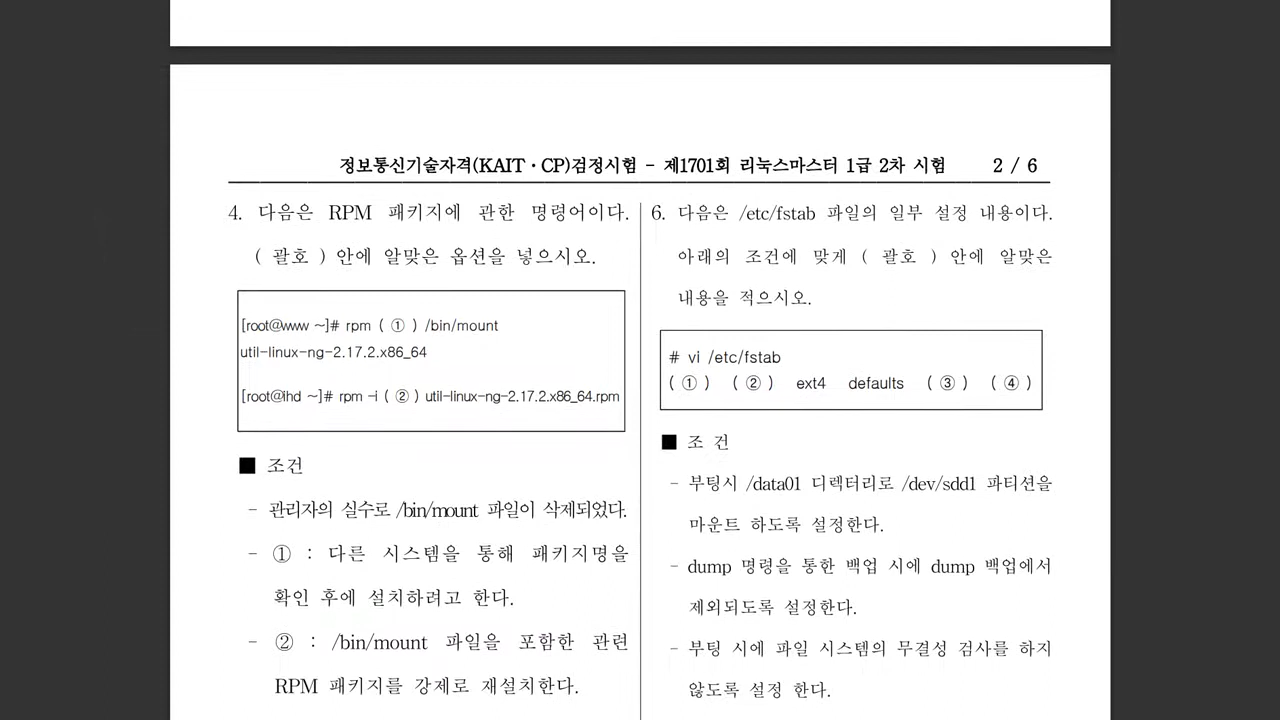 정보통신기술자격(KAIT・CP)검정시험 - 제1701회 리눅스마스터 1급 2차 시험 2 / 6
4. 다음은 RPM 패키지에 관한 명령어이다.
( 괄호 ) 안에 알맞은 옵션을 넣으시오.
[root@www ~]# rpm ( ① ) /bin/mount
util-linux-ng-2.17.2.x86_64
[root@ihd ~]# rpm -i ( ② ) util-linux-ng-2.17.2.x86_64.rpm
■ 조건
- 관리자의 실수로 /bin/mount 파일이 삭제되었다.
- ① : 다른 시스템을 통해 패키지명을
확인 후에 설치하려고 한다.
- ② : /bin/mount 파일을 포함한 관련
RPM 패키지를 강제로 재설치한다.
6. 다음은 /etc/fstab 파일의 일부 설정 내용이다.
아래의 조건에 맞게 ( 괄호 ) 안에 알맞은
내용을 적으시오.
# vi /etc/fstab
( ① ) ( ② ) ext4 defaults ( ③ ) ( ④ )
■ 조 건
- 부팅시 /data01 디렉터리로 /dev/sdd1 파티션을
마운트 하도록 설정한다.
- dump 명령을 통한 백업 시에 dump 백업에서
제외되도록 설정한다.
- 부팅 시에 파일 시스템의 무결성 검사를 하지
않도록 설정 한다.